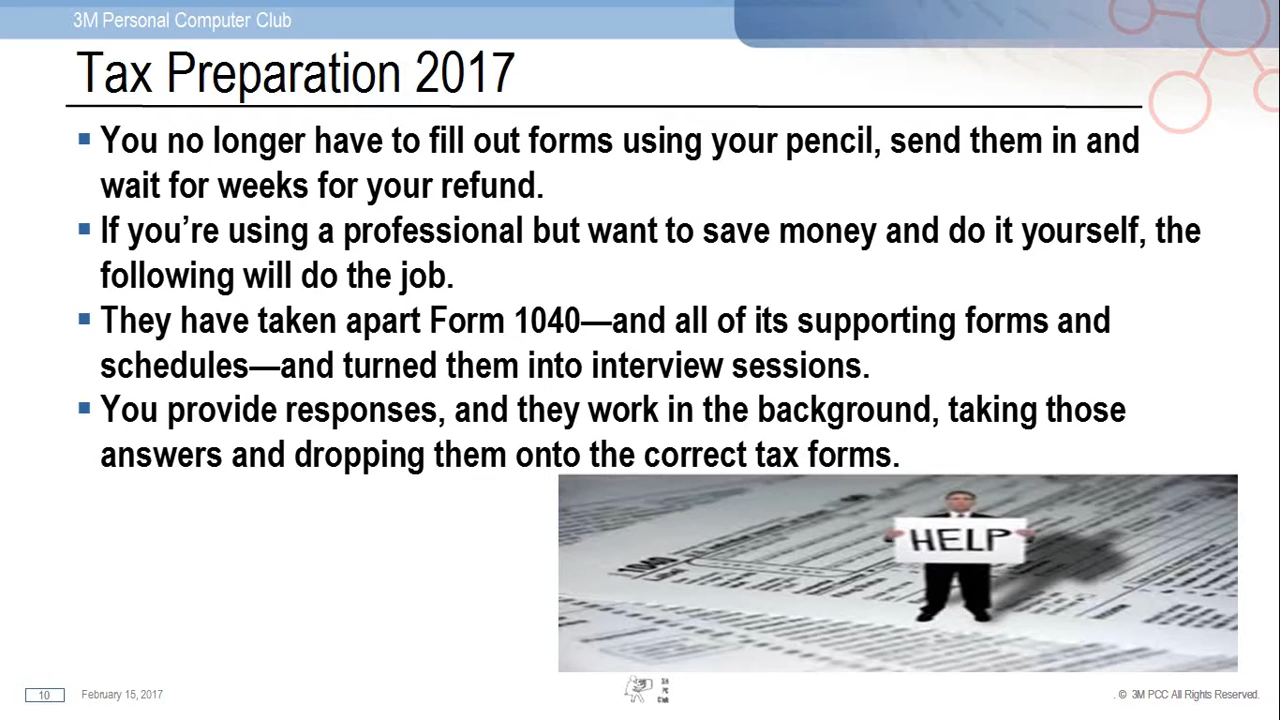 3M Personal Computer Club
Tax Preparation 2017
You no longer have to fill out forms using your pencil, send them in and
wait for weeks for your refund.
If you’re using a professional but want to save money and do it yourself, the
following will do the job.
They have taken apart Form 1040—and all of its supporting forms and
schedules—and turned them into interview sessions.
You provide responses, and they work in the background, taking those
answers and dropping them onto the correct tax forms.
HELP
1040
10
February 15, 2017
3M
PC
Club
. © 3M PCC All Rights Reserved.